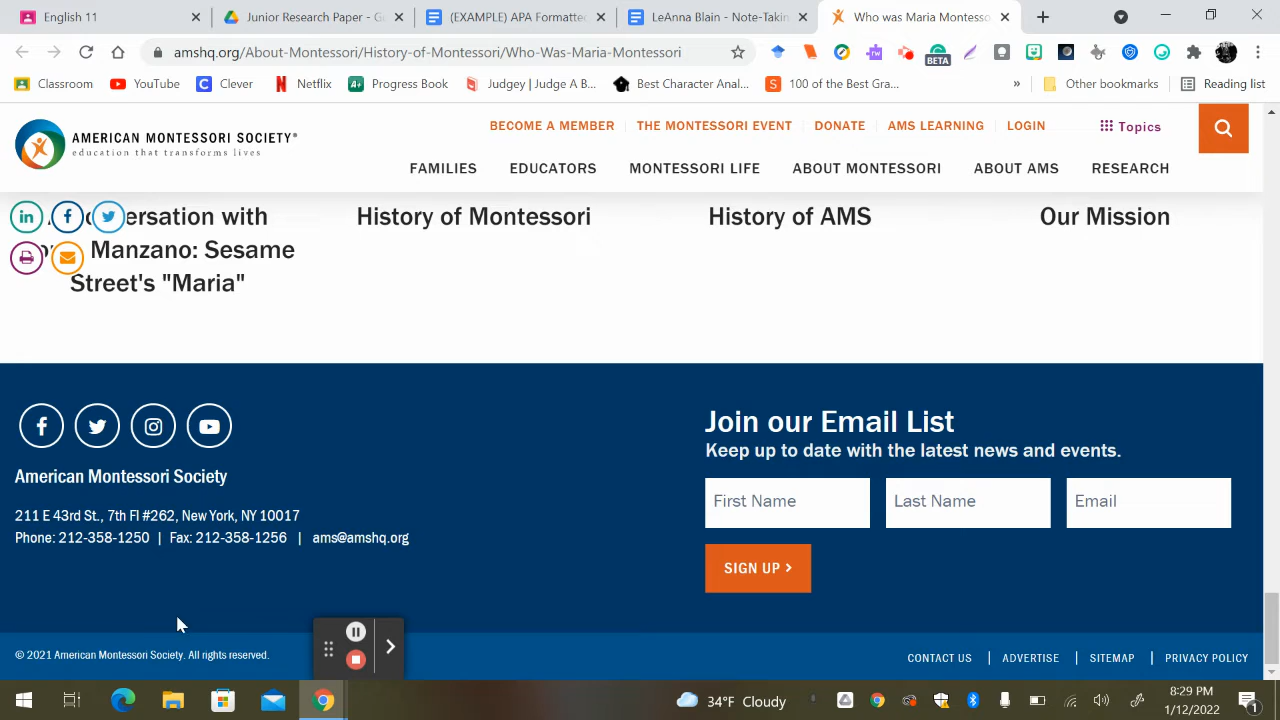 English 11
Junior Research Paper – Gu
(EXAMPLE) APA Formatte
LeAnna Blain - Note-Takin
Who was Maria Montesso
amshq.org/About-Montessori/History-of-Montessori/Who-Was-Maria-Montessori
BETA
Classroom
YouTube
Clever
Netflix
Progress Book
Judgey | Judge A B...
Best Character Anal...
100 of the Best Gra...
»
Other bookmarks
Reading list
AMERICAN MONTESSORI SOCIETY®
education that transforms lives
BECOME A MEMBER
THE MONTESSORI EVENT
DONATE
AMS LEARNING
LOGIN
Topics
FAMILIES
EDUCATORS
MONTESSORI LIFE
ABOUT MONTESSORI
ABOUT AMS
RESEARCH
ersation with
Manzano: Sesame
Street's "Maria"
History of Montessori
History of AMS
Our Mission
American Montessori Society
211 E 43rd St., 7th Fl #262, New York, NY 10017
Phone: 212-358-1250 | Fax: 212-358-1256 | ams@amshq.org
Join our Email List
Keep up to date with the latest news and events.
First Name
Last Name
Email
SIGN UP >
© 2021 American Montessori Society. All rights reserved.
CONTACT US | ADVERTISE | SITEMAP | PRIVACY POLICY
34°F Cloudy
8:29 PM
1/12/2022
1